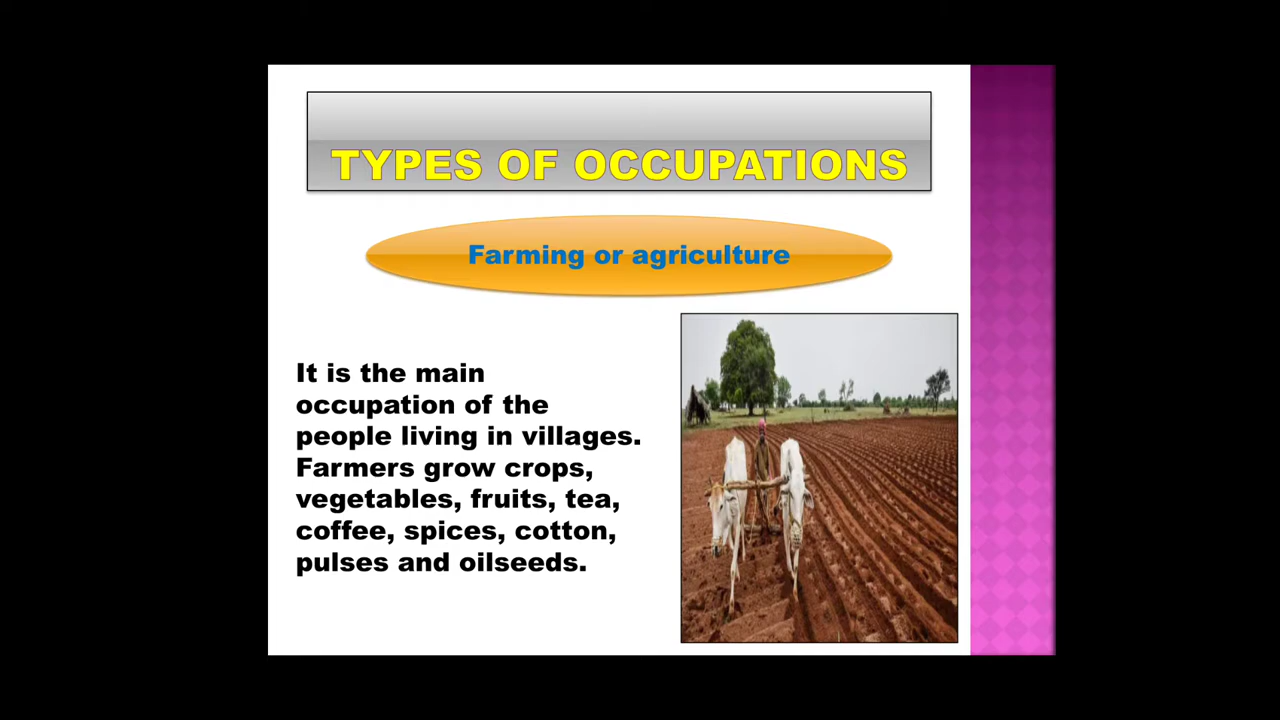 TYPES OF OCCUPATIONS
Farming or agriculture
It is the main
occupation of the
people living in villages.
Farmers grow crops,
vegetables, fruits, tea,
coffee, spices, cotton,
pulses and oilseeds.